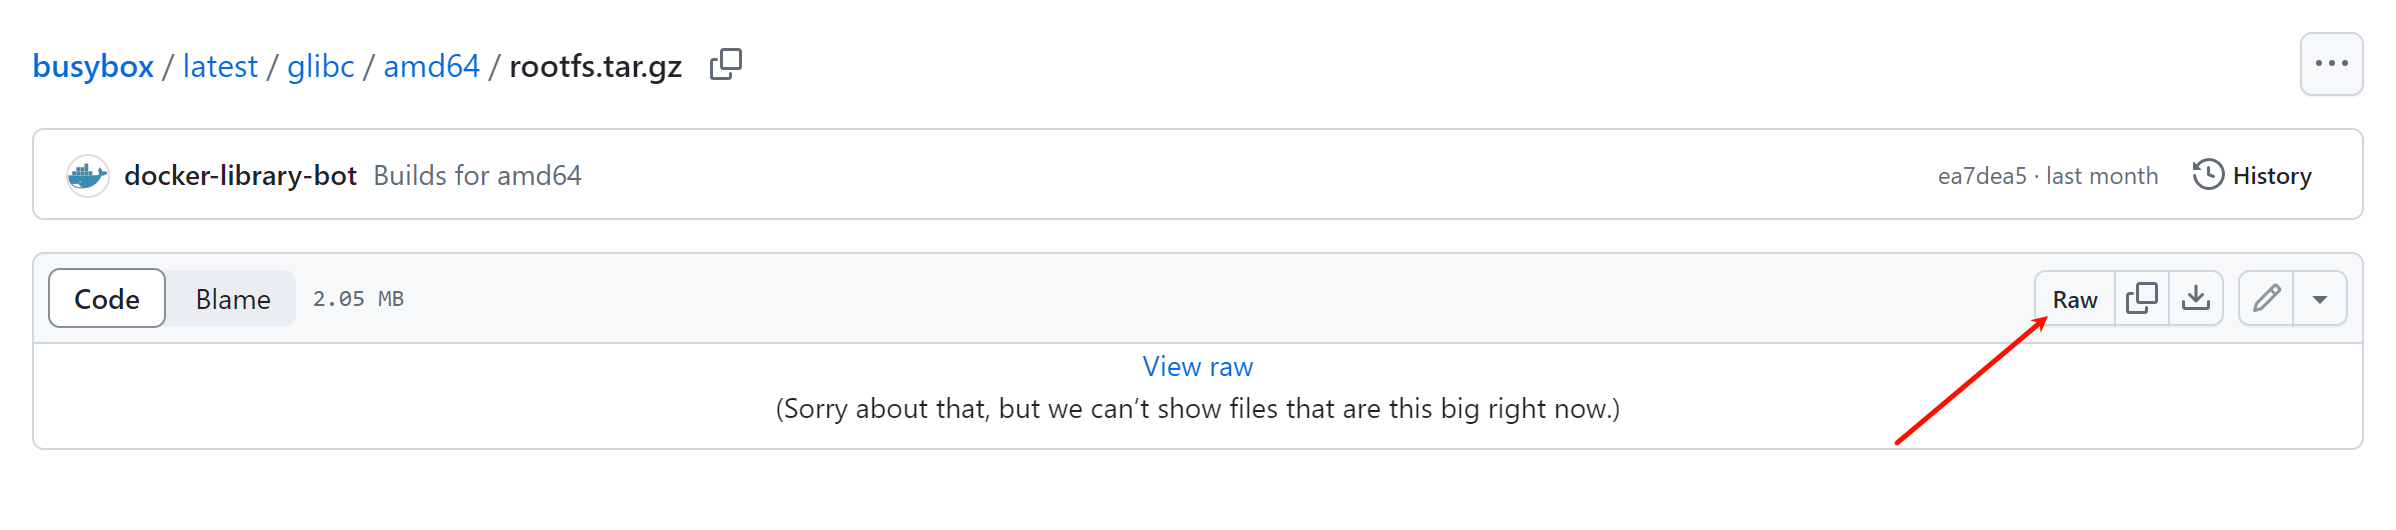 busybox / latest / glibc / amd64 / rootfs.tar.gz
docker-library-bot Builds for amd64 ea7dea5 · last month History
Code Blame 2.05 MB Raw
View raw
(Sorry about that, but we can’t show files that are this big right now.)